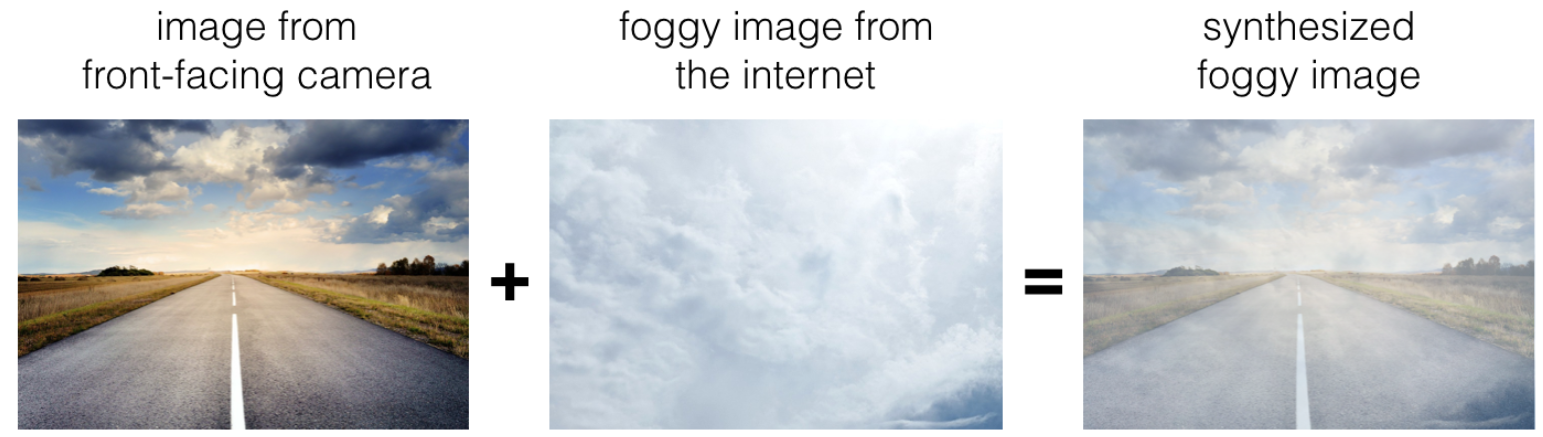 image from
front-facing camera
foggy image from
the internet
synthesized
foggy image
+
=